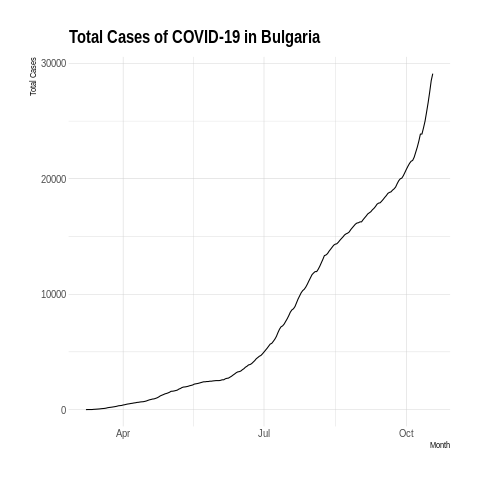 Total Cases of COVID-19 in Bulgaria
Total Cases
30000
20000
10000
0
Apr Jul Oct
Month